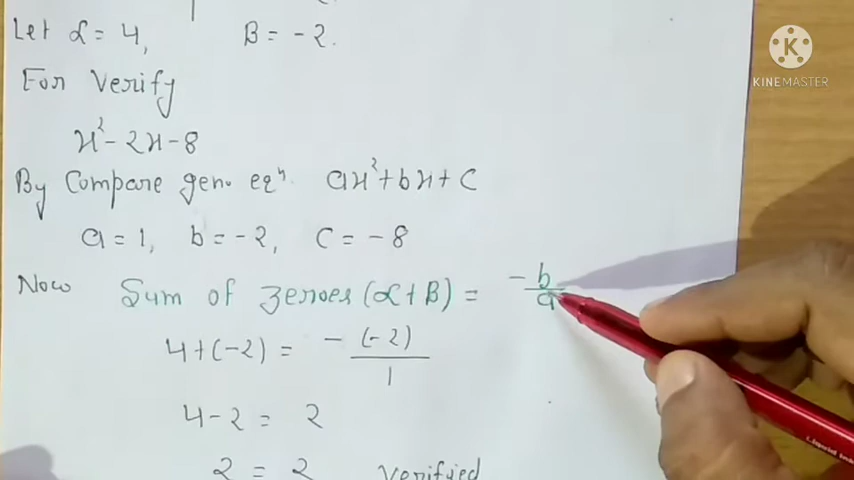 Let α = 4, β = -2.
K
KINEMASTER
For Verify
x² - 2x - 8
By Compare gen. eqⁿ. ax² + bx + c
a = 1, b = -2, c = -8
Now Sum of zeroes (α + β) = -b/a
4 + (-2) = -(-2)/1
4 - 2 = 2
2 = 2 Verified